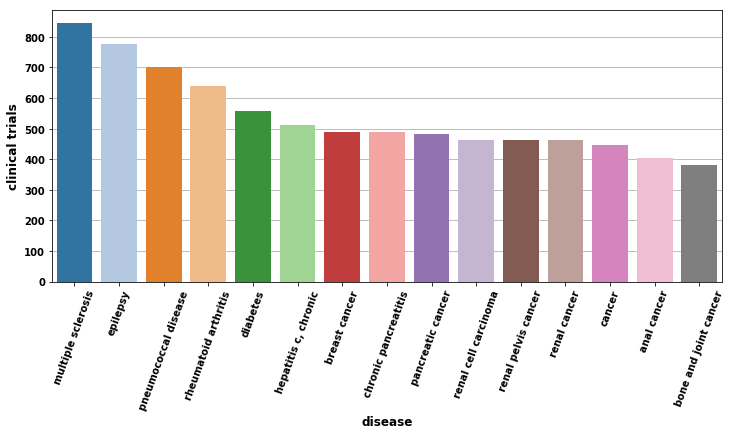 clinical trials
800
700
600
500
400
300
200
100
0
multiple sclerosis
epilepsy
pneumococcal disease
rheumatoid arthritis
diabetes
hepatitis c, chronic
breast cancer
chronic pancreatitis
pancreatic cancer
renal cell carcinoma
renal pelvis cancer
renal cancer
cancer
anal cancer
bone and joint cancer
disease